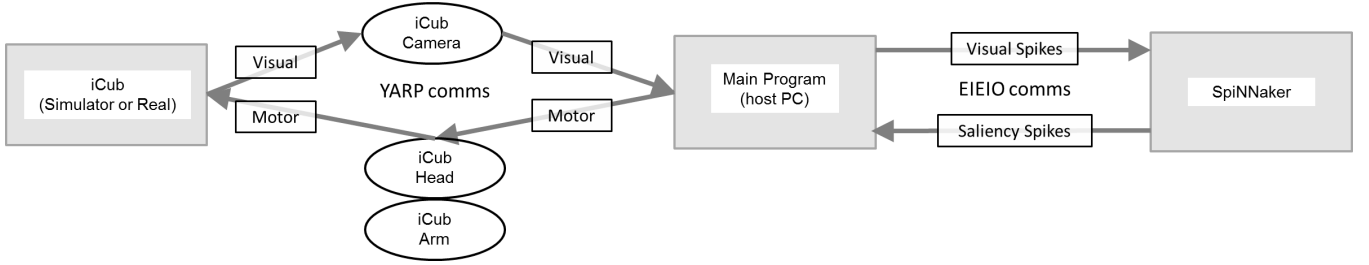 iCub
(Simulator or Real)
Visual
Motor
iCub
Camera
YARP comms
iCub
Head
iCub
Arm
Visual
Motor
Main Program
(host PC)
Visual Spikes
EIEIO comms
Saliency Spikes
SpiNNaker